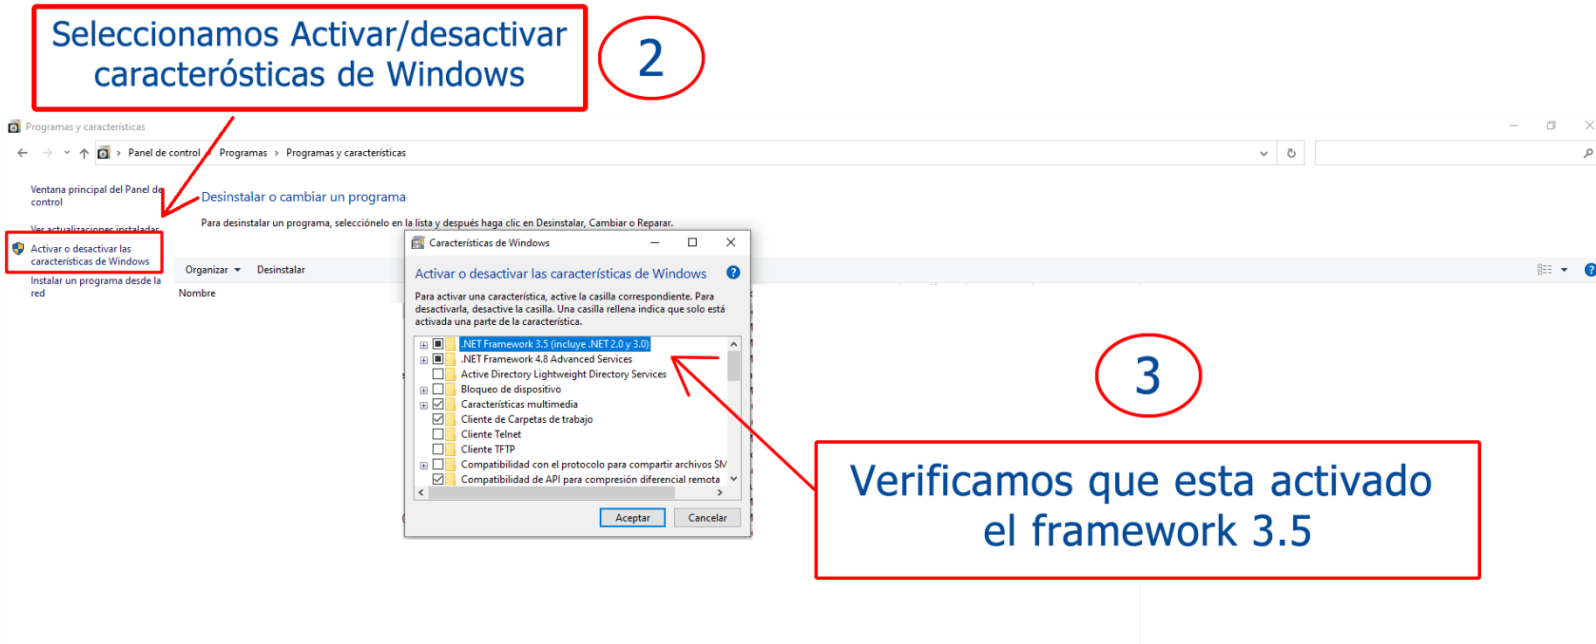 Seleccionamos Activar/desactivar
caracterósticas de Windows
2
Programas y características
Panel de control > Programas > Programas y características
Ventana principal del Panel de
control
Ver actualizaciones instaladas
Activar o desactivar las
características de Windows
Instalar un programa desde la
red
Desinstalar o cambiar un programa
Para desinstalar un programa, selecciónelo en la lista y después haga clic en Desinstalar, Cambiar o Reparar.
Organizar Desinstalar
Nombre
Características de Windows
Activar o desactivar las características de Windows
Para activar una característica, active la casilla correspondiente. Para
desactivarla, desactive la casilla. Una casilla rellena indica que solo está
activada una parte de la característica.
.NET Framework 3.5 (incluye .NET 2.0 y 3.0)
.NET Framework 4.8 Advanced Services
Active Directory Lightweight Directory Services
Bloqueo de dispositivo
Características multimedia
Cliente de Carpetas de trabajo
Cliente Telnet
Cliente TFTP
Compatibilidad con el protocolo para compartir archivos SM
Compatibilidad de API para compresión diferencial remota
Aceptar Cancelar
3
Verificamos que esta activado
el framework 3.5